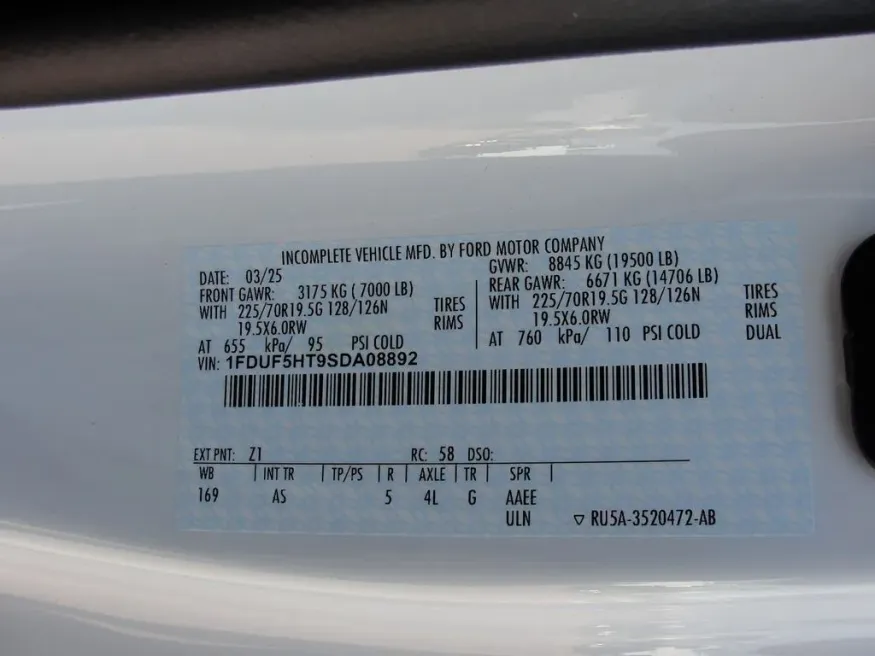 INCOMPLETE VEHICLE MFD. BY FORD MOTOR COMPANY
DATE: 03/25
GVWR: 8845 KG (19500 LB)
FRONT GAWR: 3175 KG ( 7000 LB)
REAR GAWR: 6671 KG (14706 LB)
WITH 225/70R19.5G 128/126N TIRES
WITH 225/70R19.5G 128/126N TIRES
19.5X6.0RW RIMS
19.5X6.0RW RIMS
AT 655 kPa/ 95 PSI COLD
AT 760 kPa/ 110 PSI COLD DUAL
VIN: 1FDUF5HT9SDA08892
EXT PNT: Z1 RC: 58 DSO:
WB | INT TR | TP/PS | R | AXLE | TR | SPR |
169 AS 5 4L G AAEE
ULN ▽ RU5A-3520472-AB